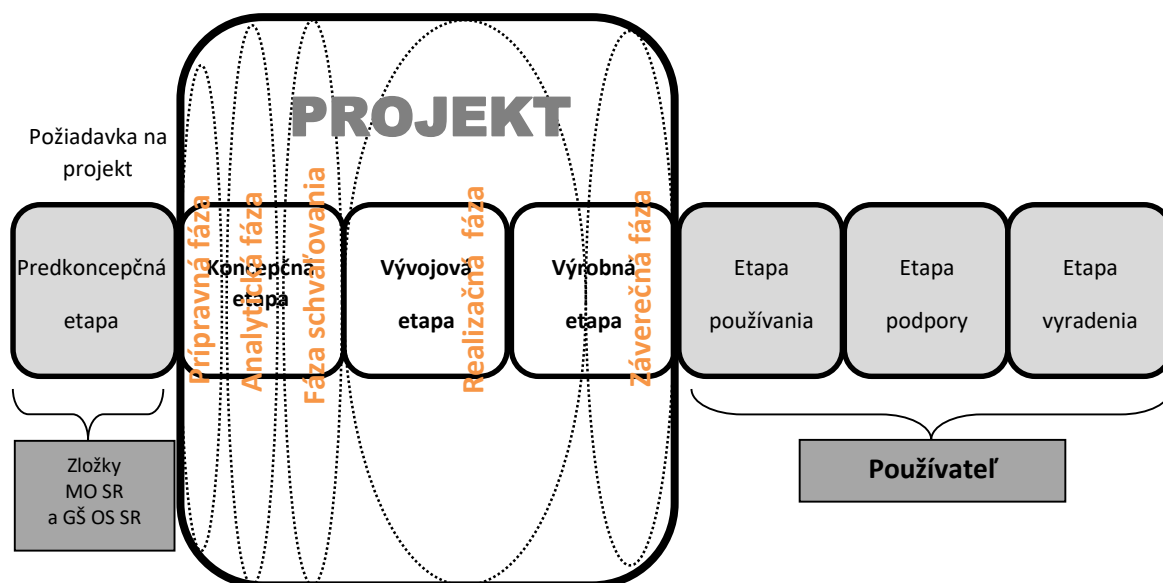 PROJEKT
Požiadavka na
projekt
Predkoncepčná
etapa
Koncepčná
etapa
Vývojová
etapa
Výrobná
etapa
Etapa
používania
Etapa
podpory
Etapa
vyradenia
Prípravná fáza
Analytická fáza
Fáza schvaľovania
Realizačná fáza
Záverečná fáza
Zložky
MO SR
a GŠ OS SR
Používateľ